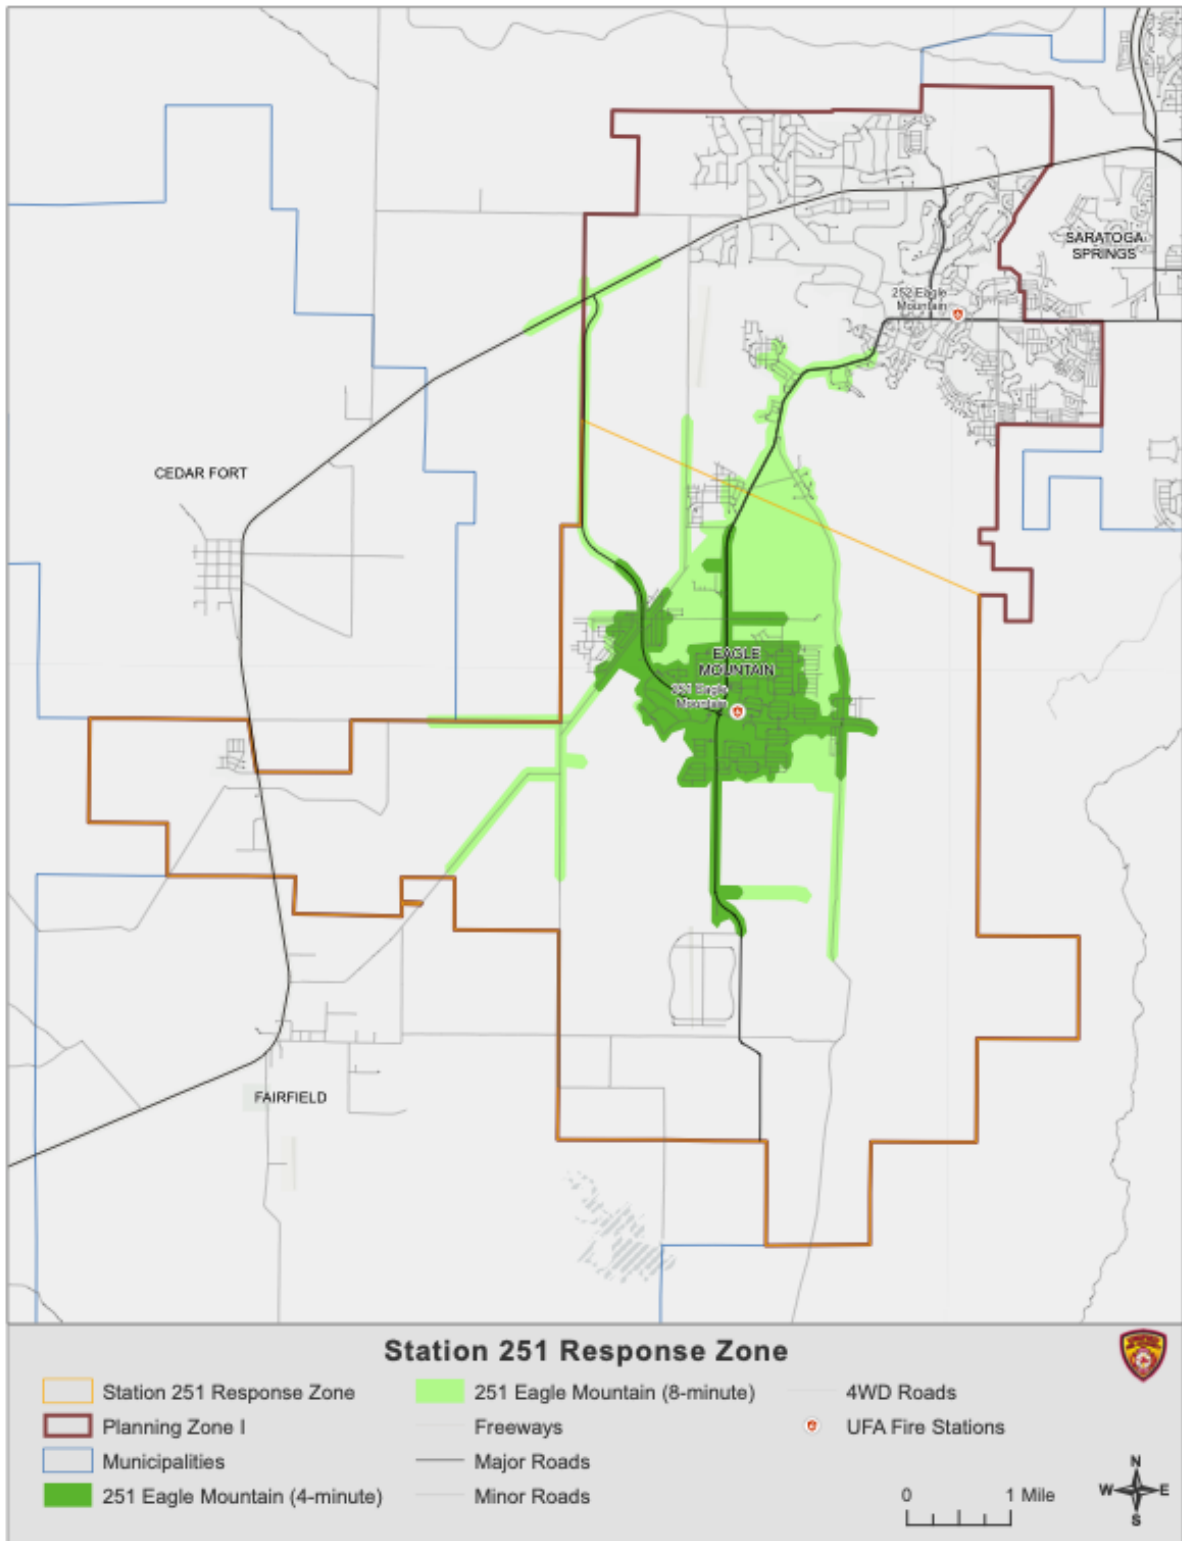 SARATOGA
SPRINGS
252 Eagle
Mountain
CEDAR FORT
EAGLE
MOUNTAIN
251 Eagle
Mountain
FAIRFIELD
Station 251 Response Zone
Station 251 Response Zone
251 Eagle Mountain (8-minute)
4WD Roads
Planning Zone I
Freeways
UFA Fire Stations
Municipalities
Major Roads
251 Eagle Mountain (4-minute)
Minor Roads
0 1 Mile
N
W E
S